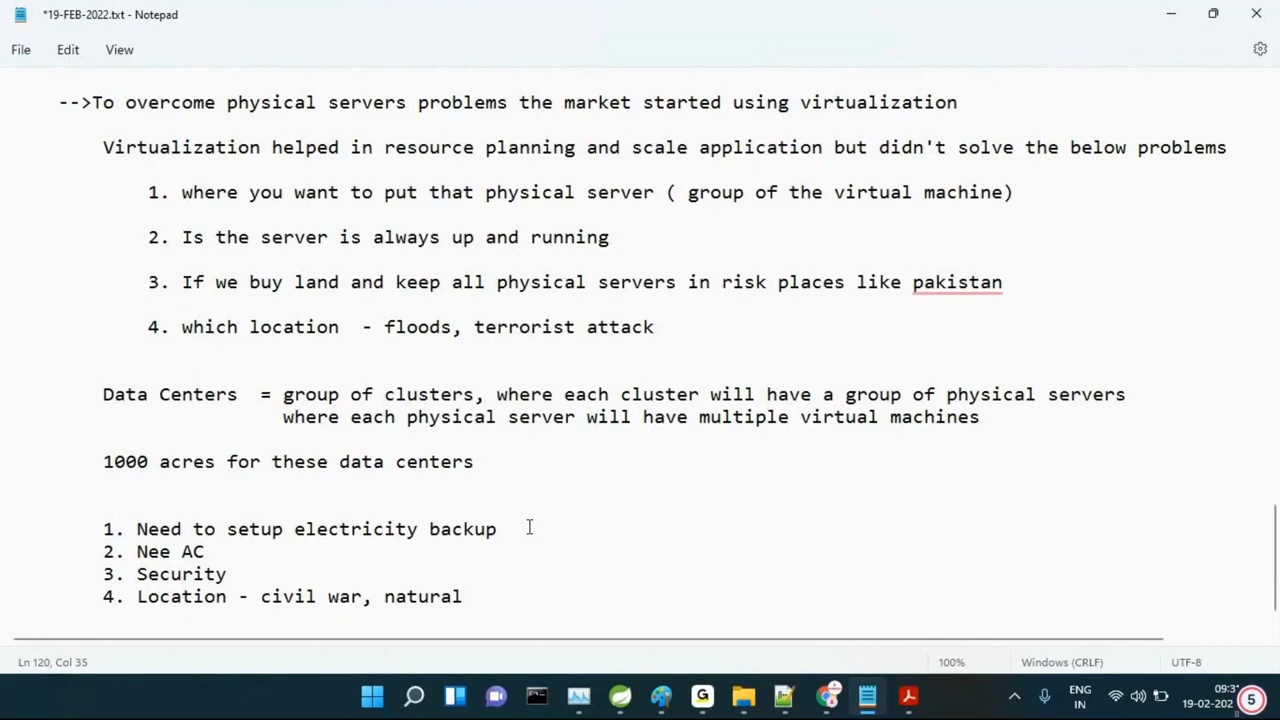 *19-FEB-2022.txt - Notepad
File Edit View
-->To overcome physical servers problems the market started using virtualization
Virtualization helped in resource planning and scale application but didn't solve the below problems
1. where you want to put that physical server ( group of the virtual machine)
2. Is the server is always up and running
3. If we buy land and keep all physical servers in risk places like pakistan
4. which location - floods, terrorist attack
Data Centers = group of clusters, where each cluster will have a group of physical servers
where each physical server will have multiple virtual machines
1000 acres for these data centers
1. Need to setup electricity backup
2. Nee AC
3. Security
4. Location - civil war, natural
Ln 120, Col 35 100% Windows (CRLF) UTF-8
ENG 09:3
IN 19-02-202 5